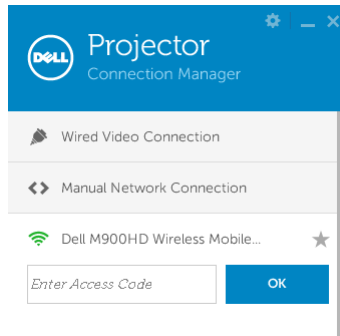 DELL
Projector
Connection Manager
Wired Video Connection
Manual Network Connection
Dell M900HD Wireless Mobile...
Enter Access Code
OK